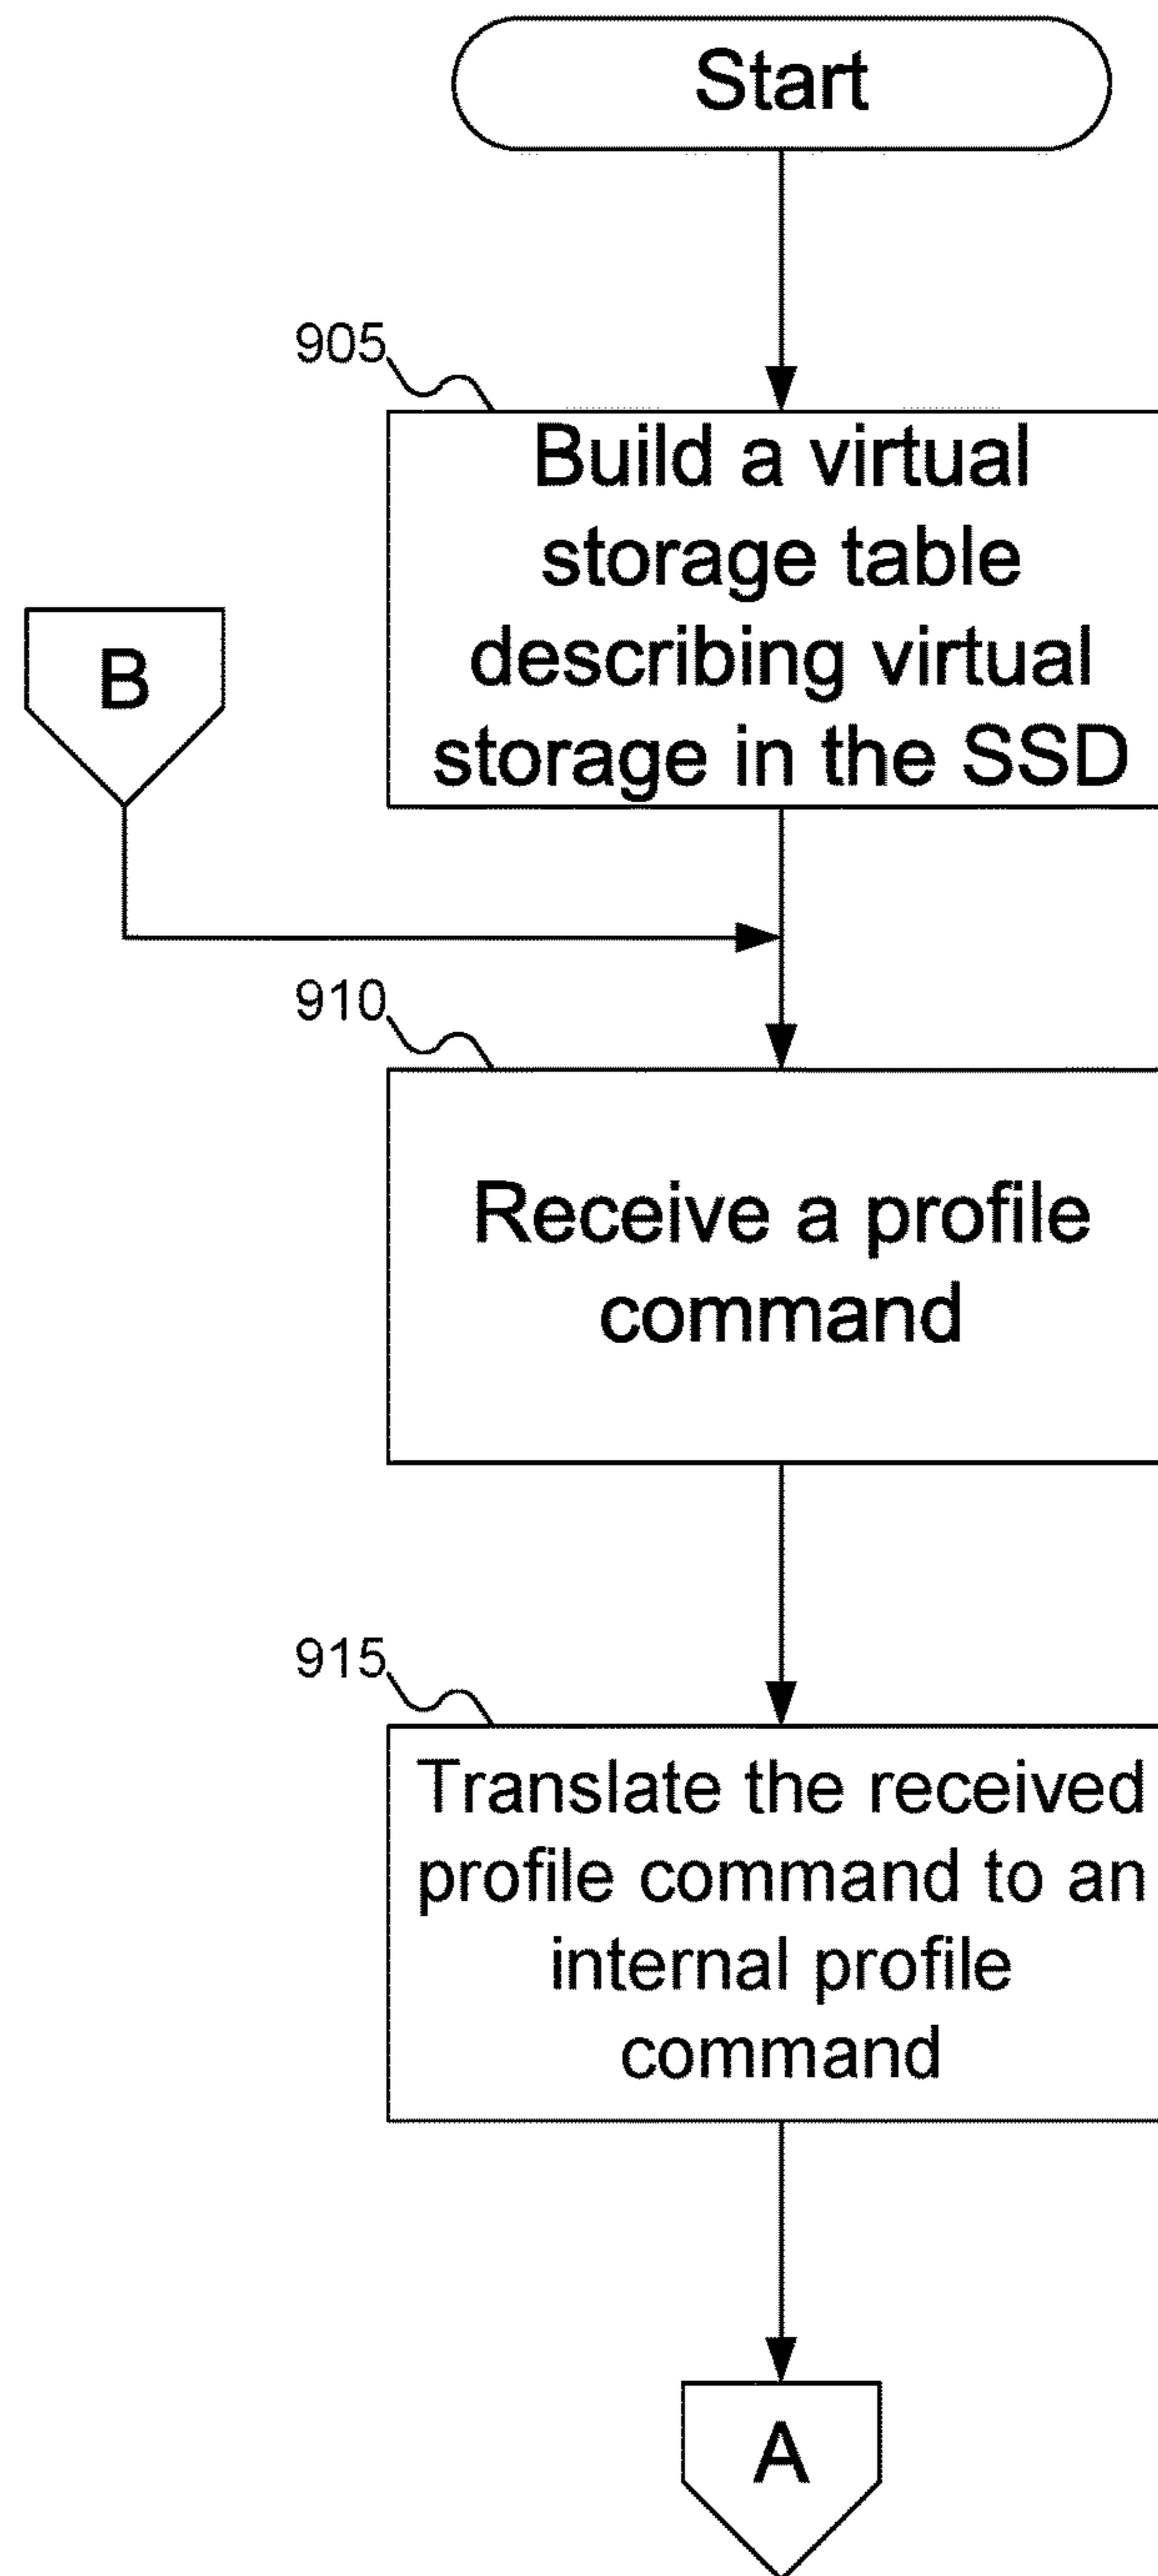 Start
905
Build a virtual
storage table
describing virtual
storage in the SSD
B
910
Receive a profile
command
915
Translate the received
profile command to an
internal profile
command
A